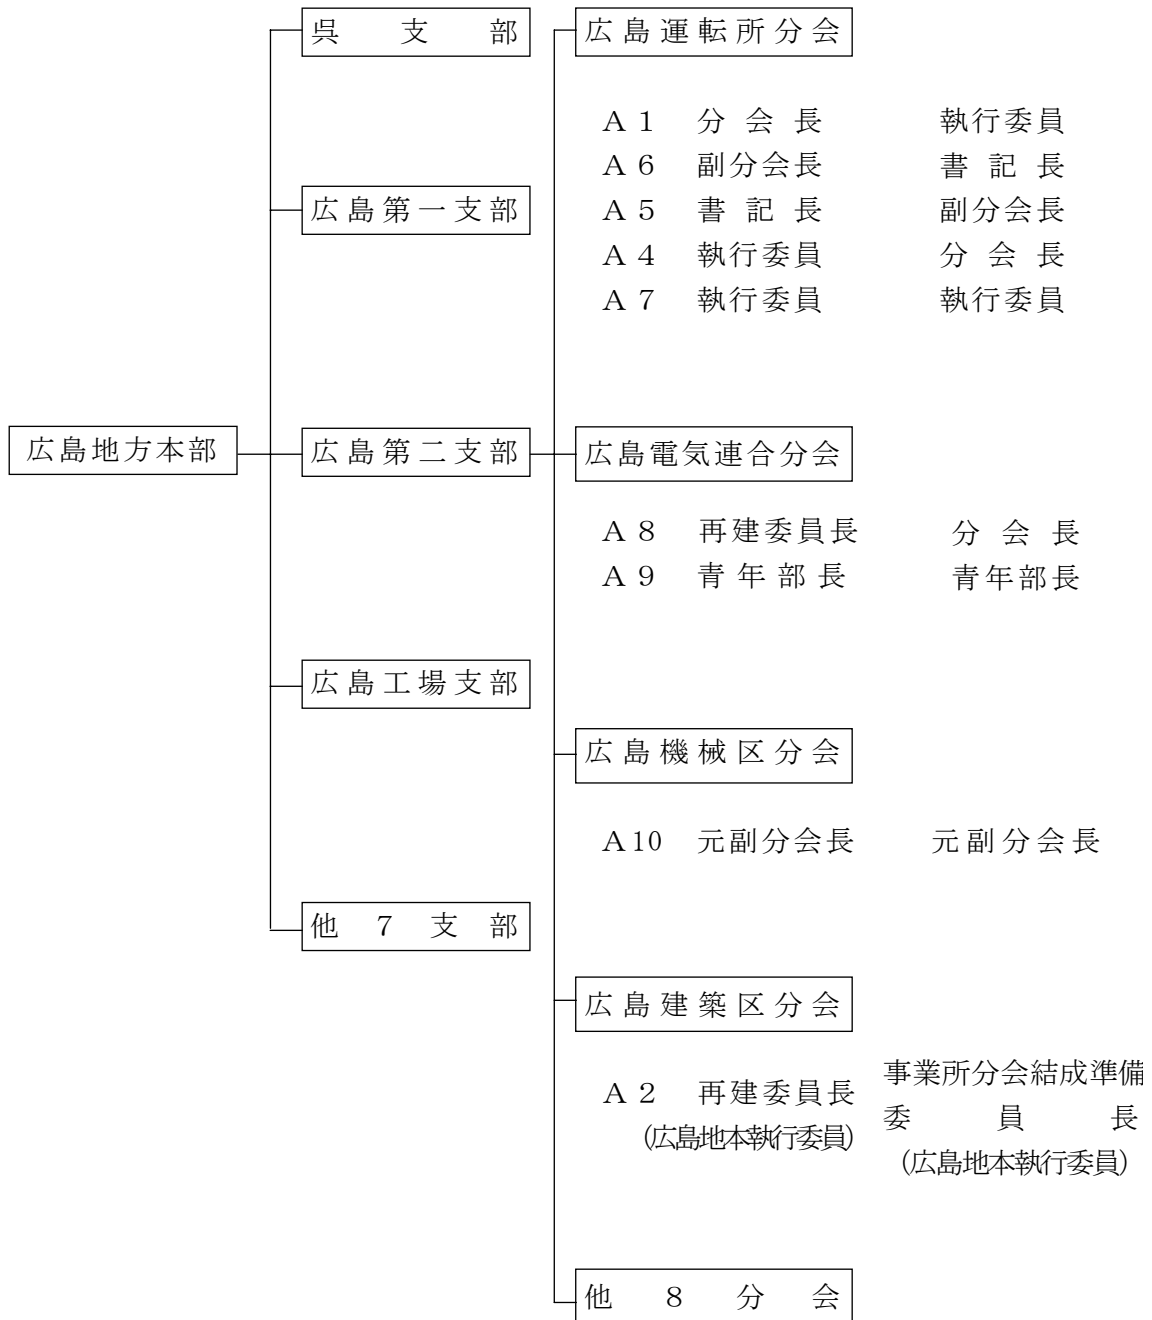 呉支部
広島運転所分会
A1 分会長 執行委員
A6 副分会長 書記長
広島第一支部
A5 書記長 副分会長
A4 執行委員 分会長
A7 執行委員 執行委員
広島地方本部
広島第二支部
広島電気連合分会
A8 再建委員長 分会長
A9 青年部長 青年部長
広島工場支部
広島機械区分会
A10 元副分会長 元副分会長
他7支部
広島建築区分会
A2 再建委員長
(広島地本執行委員)
事業所分会結成準備
委員長
(広島地本執行委員)
他8分会